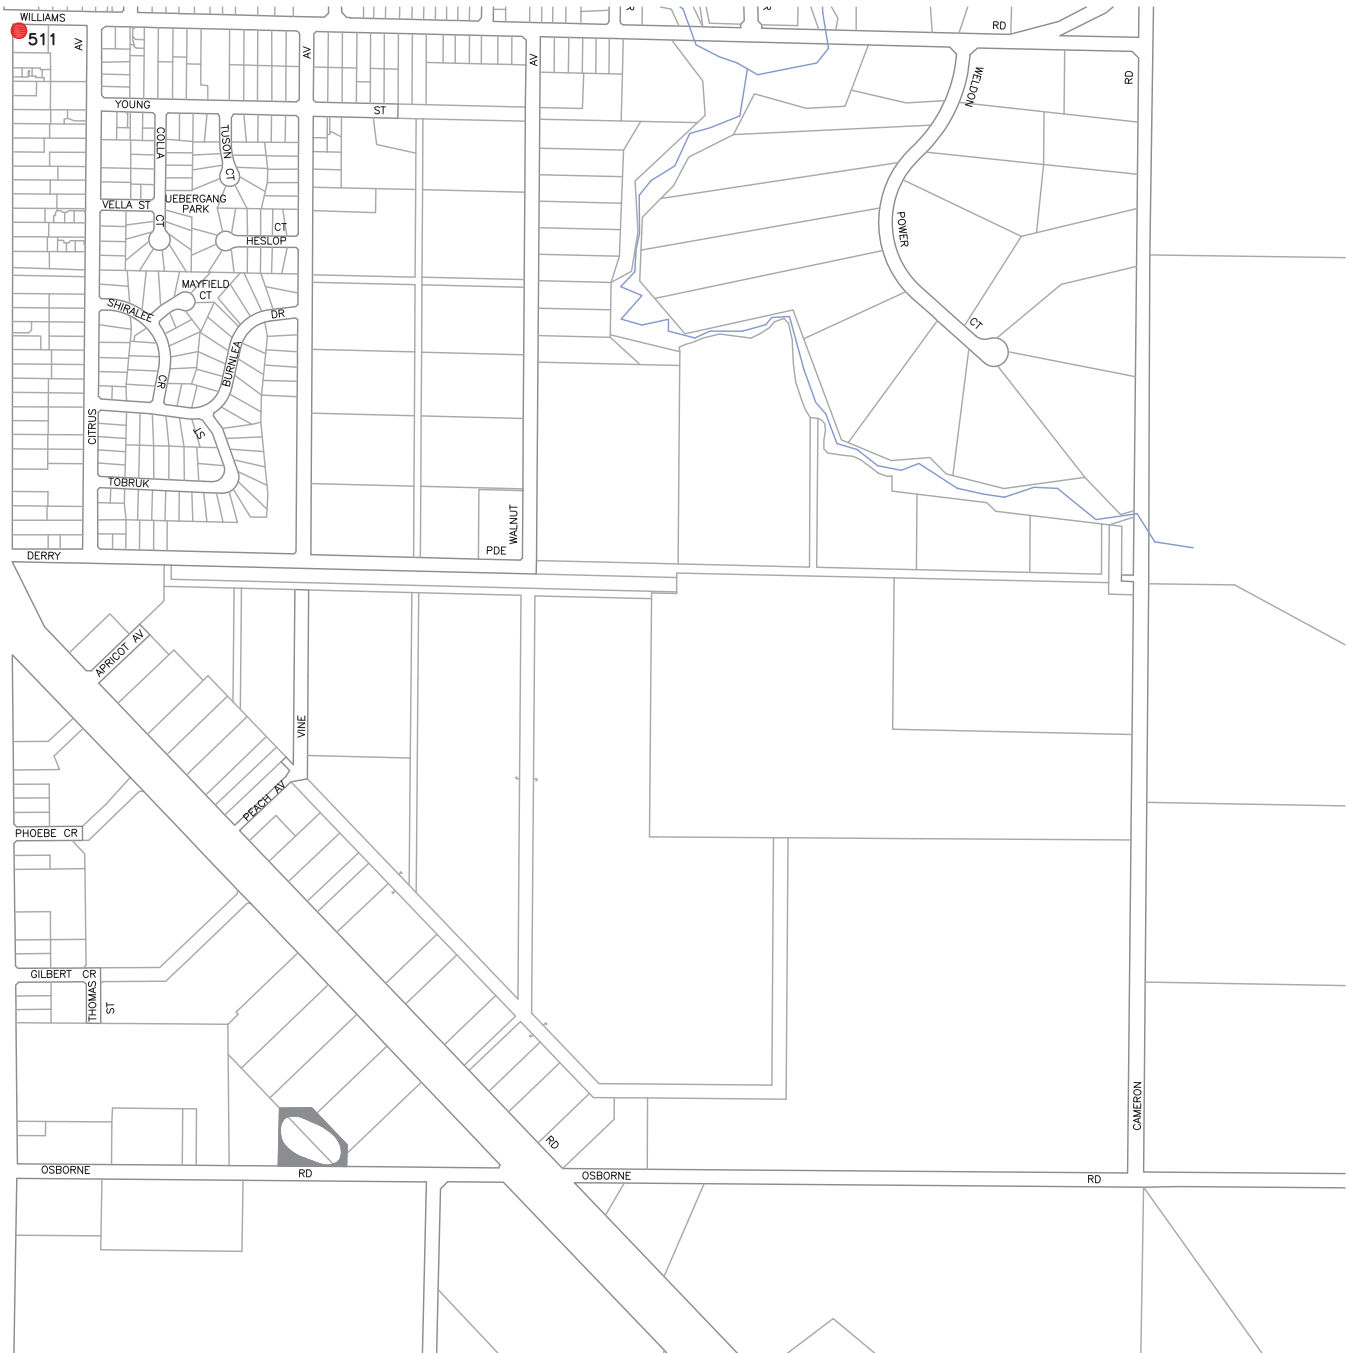 WILLIAMS
511
AV
AV
AV
RD
RD
WELDON
YOUNG
ST
COLLA
CT
TUSON
CT
UEBERGANG
PARK
VELLA ST
CT
HESLOP
POWER
CT
MAYFIELD
CT
SHIRALEE
CR
DR
BURNLEA
CITRUS
ST
TOBRUK
WALNUT
PDE
DERRY
APRICOT AV
VINE
PEACH AV
PHOEBE CR
GILBERT CR
THOMAS
ST
CAMERON
RD
OSBORNE
RD
OSBORNE
RD